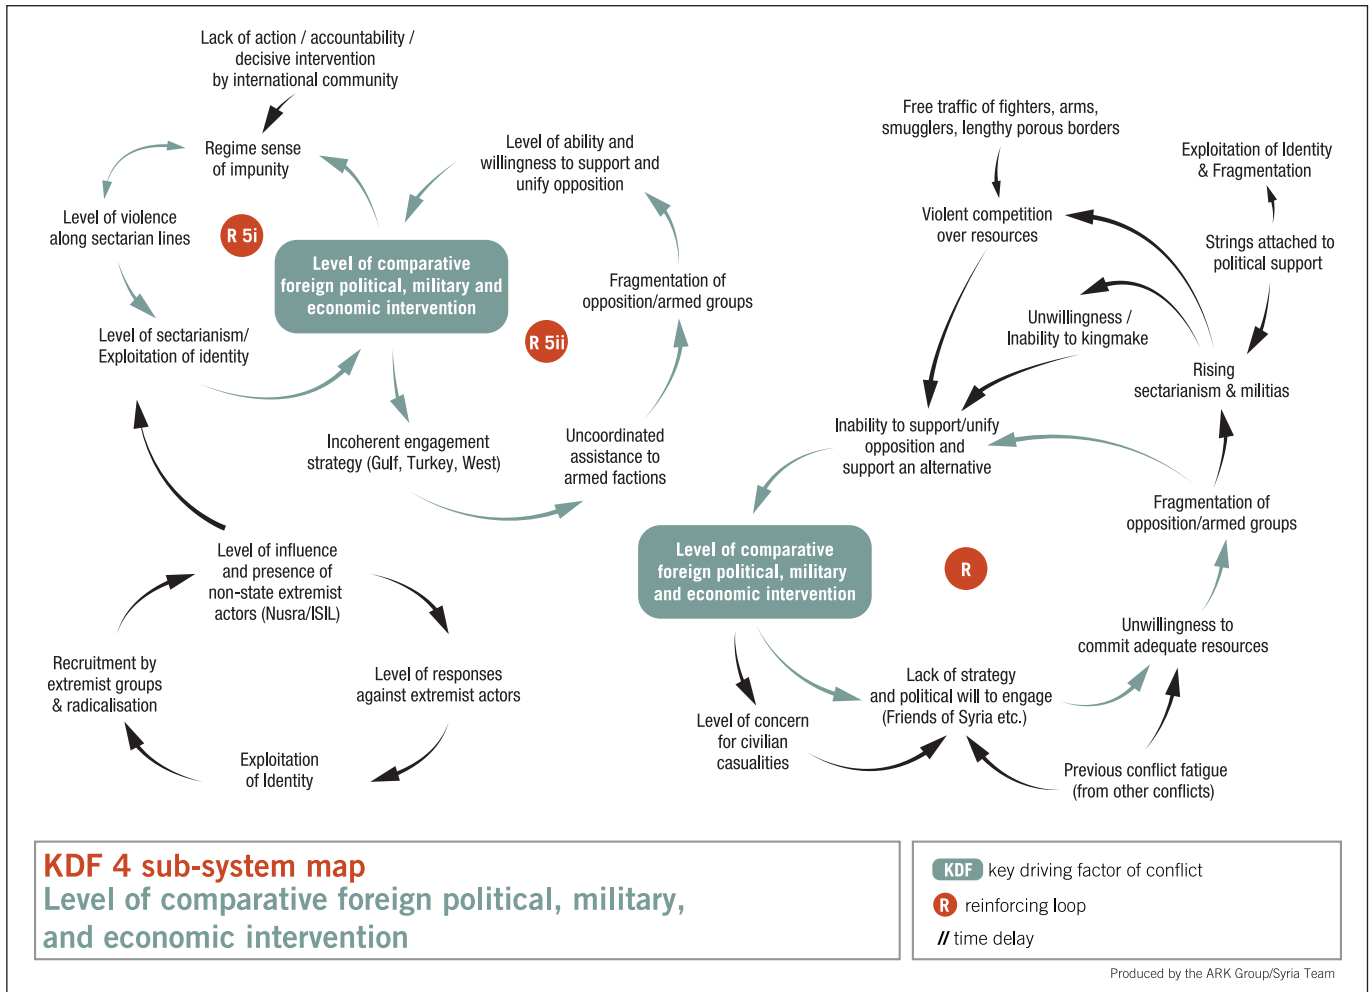 Lack of action / accountability /
decisive intervention
by international community
Regime sense
of impunity
Level of ability and
willingness to support and
unify opposition
Level of violence
along sectarian lines
R 5i
Level of comparative
foreign political, military and
economic intervention
Fragmentation of
opposition/armed groups
R 5ii
Level of sectarianism/
Exploitation of identity
Incoherent engagement
strategy (Gulf, Turkey, West)
Uncoordinated
assistance to
armed factions
Level of influence
and presence of
non-state extremist
actors (Nusra/ISIL)
Recruitment by
extremist groups
& radicalisation
Level of responses
against extremist actors
Exploitation
of Identity
Free traffic of fighters, arms,
smugglers, lengthy porous borders
Exploitation of Identity
& Fragmentation
Violent competition
over resources
Strings attached to
political support
Unwillingness /
Inability to kingmake
Rising
sectarianism & militias
Inability to support/unify
opposition and
support an alternative
Fragmentation of
opposition/armed groups
Level of comparative
foreign political, military
and economic intervention
R
Unwillingness to
commit adequate resources
Lack of strategy
and political will to engage
(Friends of Syria etc.)
Level of concern
for civilian
casualities
Previous conflict fatigue
(from other conflicts)
KDF 4 sub-system map
Level of comparative foreign political, military,
and economic intervention
KDF key driving factor of conflict
R reinforcing loop
// time delay
Produced by the ARK Group/Syria Team